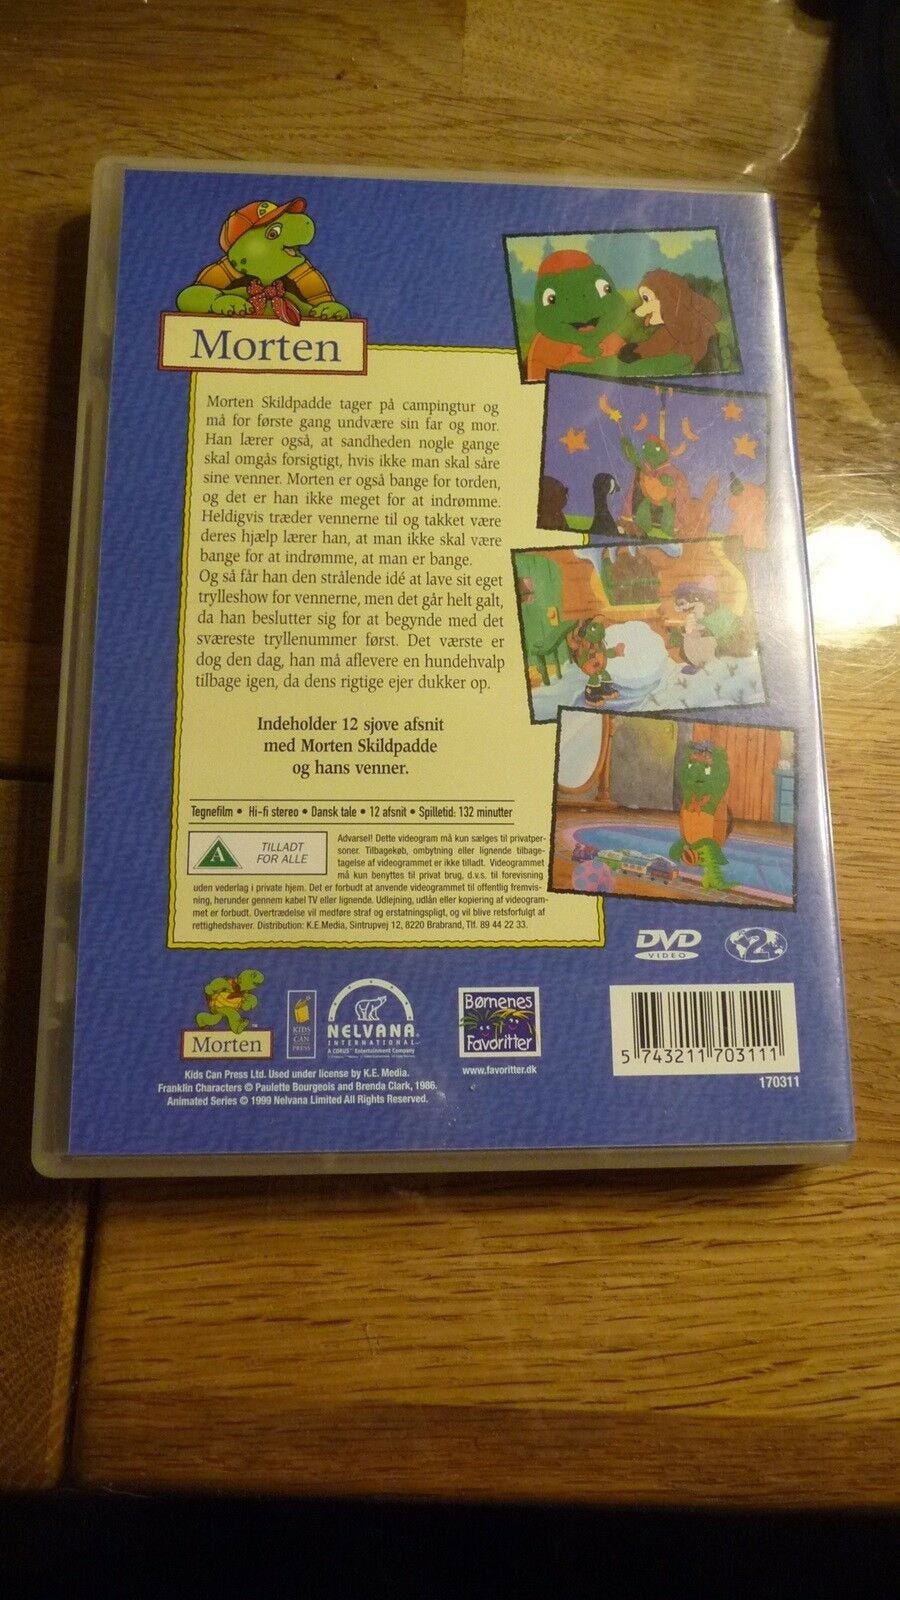 Morten
Morten Skildpadde tager på campingtur og
må for første gang undvære sin far og mor.
Han lærer også, at sandheden nogle gange
skal omgås forsigtigt, hvis ikke man skal såre
sine venner. Morten er også bange for torden,
og det er han ikke meget for at indrømme.
Heldigvis træder vennerne til og takket være
deres hjælp lærer han, at man ikke skal være
bange for at indrømme, at man er bange.
Og så får han den strålende idé at lave sit eget
trylleshow for vennerne, men det går helt galt,
da han beslutter sig for at begynde med det
sværeste tryllenummer først. Det værste er
dog den dag, han må aflevere en hundehvalp
tilbage igen, da dens rigtige ejer dukker op.
Indeholder 12 sjove afsnit
med Morten Skildpadde
og hans venner.
Tegnefilm • Hi-fi stereo • Dansk tale • 12 afsnit • Spilletid: 132 minutter
A
TILLADT
FOR ALLE
Advarsel! Dette videogram må kun sælges til privatper-
soner. Tilbagekøb, ombytning eller lignende tilbage-
tagelse af videogrammet er ikke tilladt. Videogrammet
må kun benyttes til privat brug, d.v.s. til forevisning
uden vederlag i private hjem. Det er forbudt at anvende videogrammet til offentlig fremvis-
ning, herunder gennem kabel TV eller lignende. Udlejning, udlån eller kopiering af videogram-
met er forbudt. Overtrædelse vil medføre straf og erstatningspligt, og vil blive retsforfulgt af
rettighedshaver. Distribution: K.E.Media, Sintrupvej 12, 8220 Brabrand, Tlf. 89 44 22 33.
DVD
VIDEO
2
Morten
™
KIDS
CAN
PRESS
NELVANA
INTERNATIONAL
A CORUS™ Entertainment Company
Børnenes
Favoritter
www.favoritter.dk
5 743211 703111
170311
Kids Can Press Ltd. Used under license by K.E. Media.
Franklin Characters © Paulette Bourgeois and Brenda Clark, 1986.
Animated Series © 1999 Nelvana Limited All Rights Reserved.